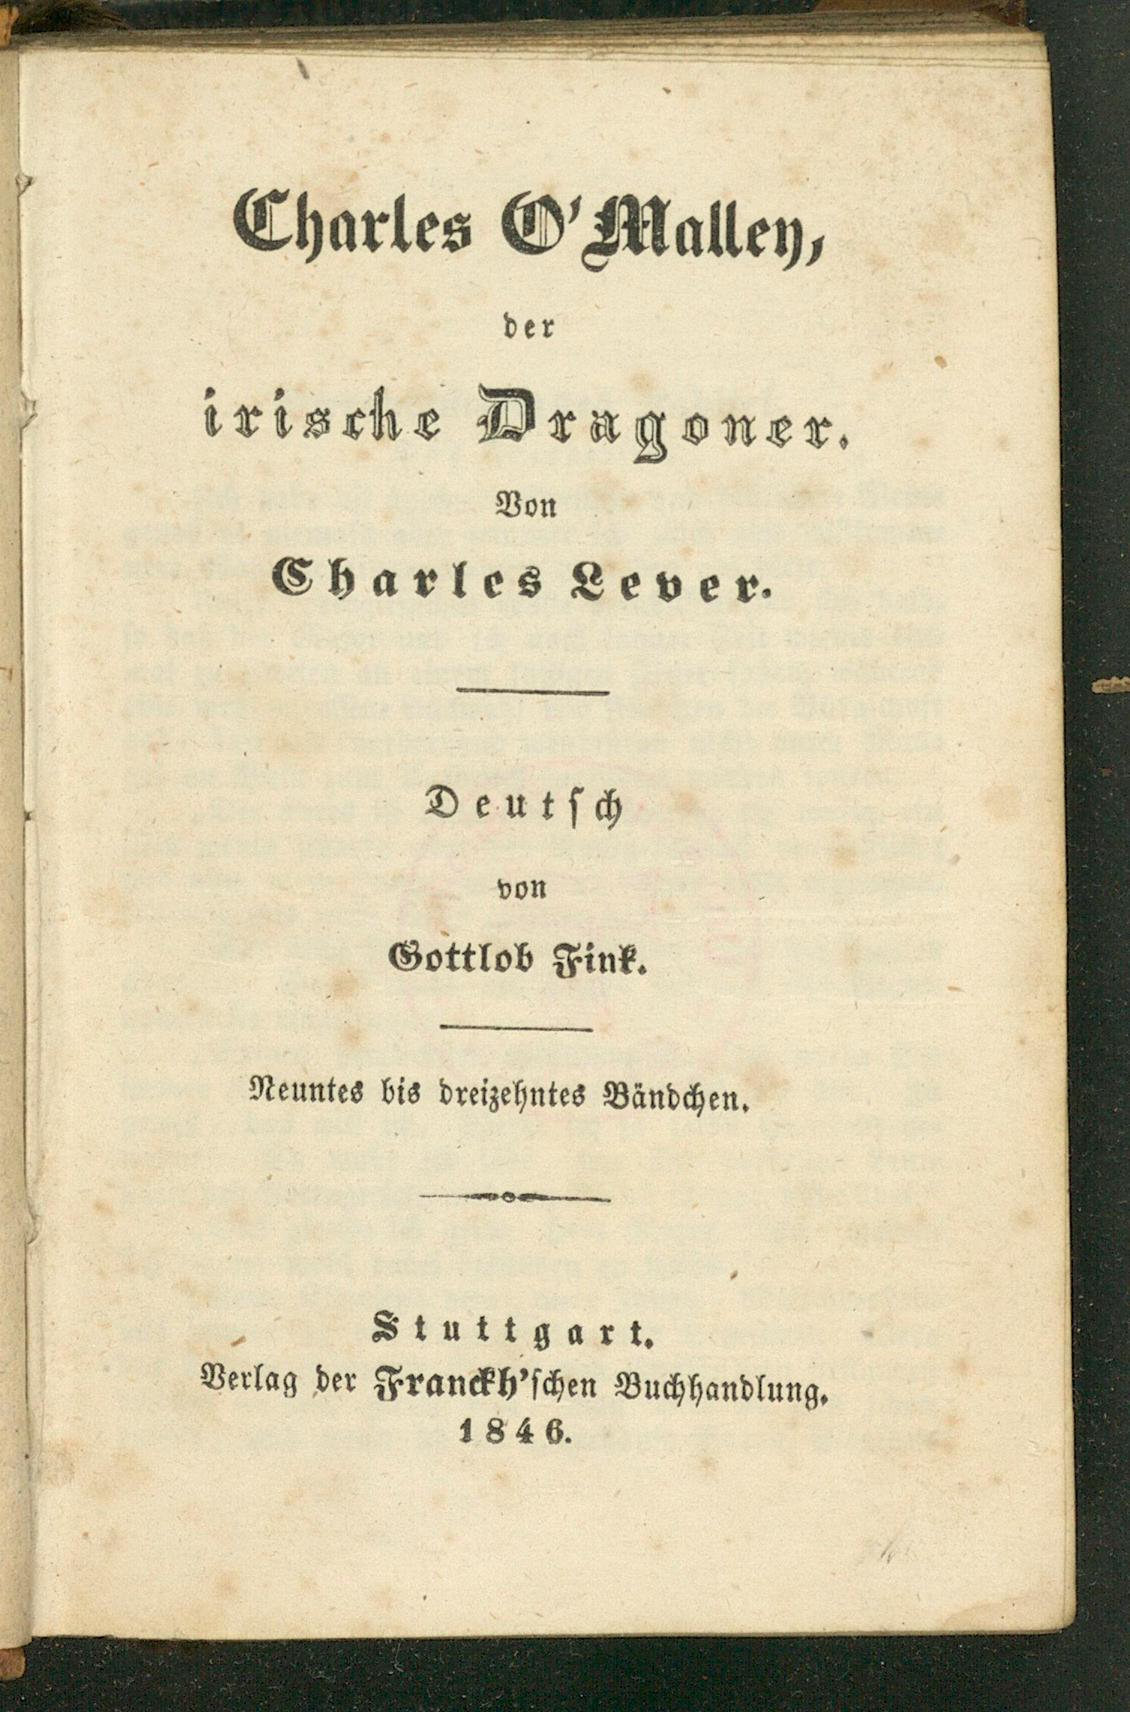 Charles O'Malley,
der
irische Dragoner.
Von
Charles Lever.
Deutsch
von
Gottlob Fink.
Neuntes bis dreizehntes Bändchen.
Stuttgart.
Verlag der Franckh'schen Buchhandlung.
1846.